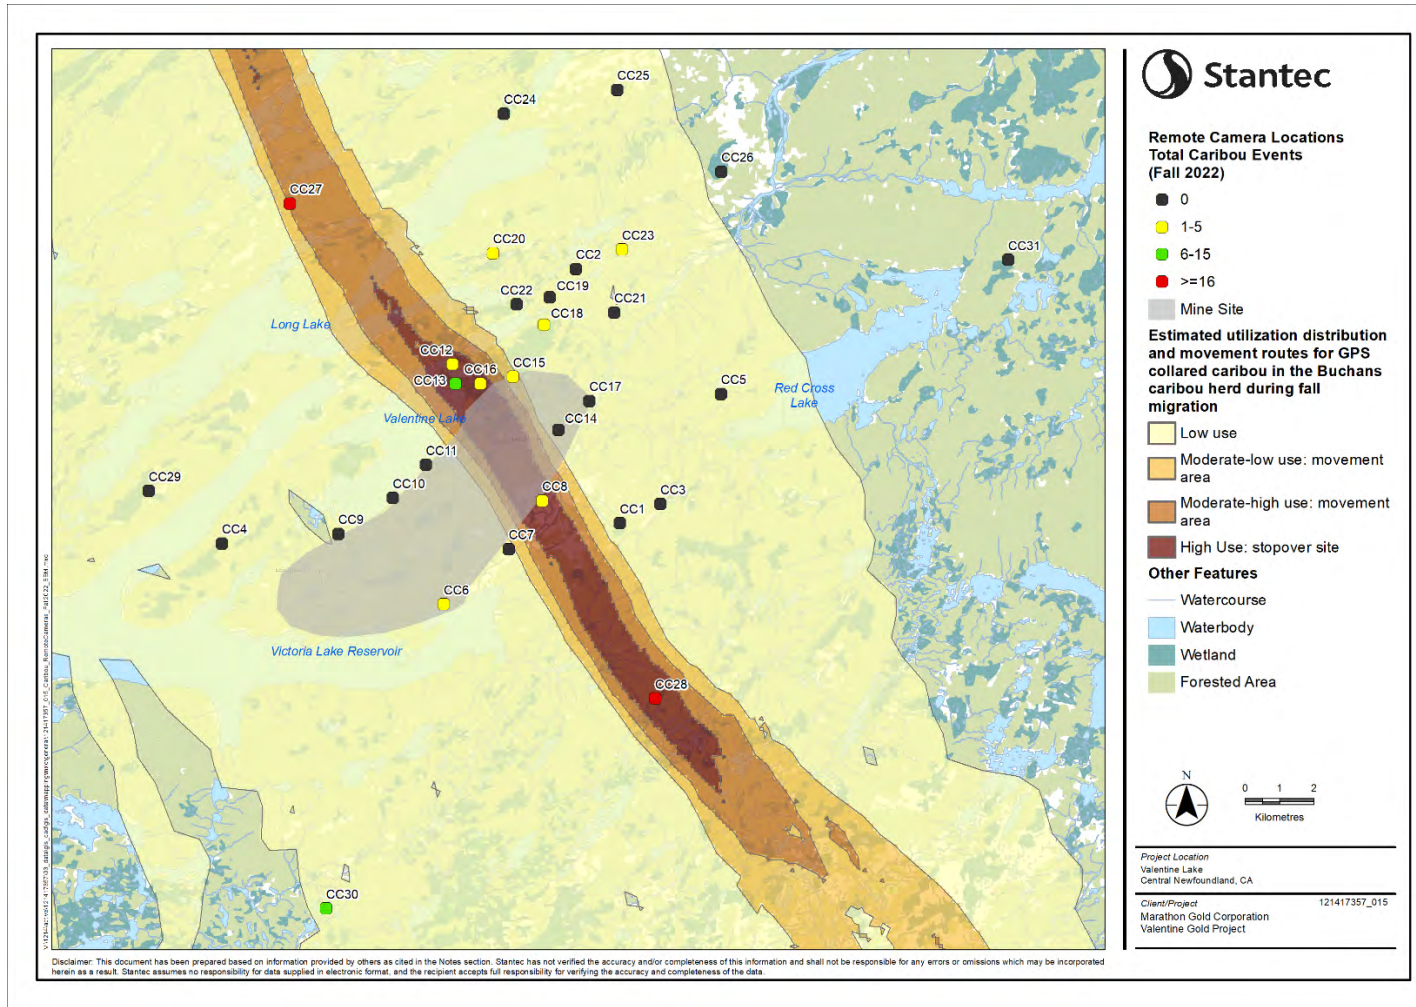 CC25
CC24
CC26
CC27
CC20
CC23
CC2
CC31
CC19
CC22
CC21
CC18
Long Lake
CC12
CC15
CC13
CC16
CC5
CC17
Red Cross
Lake
Valentine Lake
CC14
CC11
CC29
CC10
CC8
CC3
CC1
CC9
CC4
CC7
CC6
Victoria Lake Reservoir
CC28
CC30
Stantec
Remote Camera Locations
Total Caribou Events
(Fall 2022)
0
1-5
6-15
>=16
Mine Site
Estimated utilization distribution
and movement routes for GPS
collared caribou in the Buchans
caribou herd during fall
migration
Low use
Moderate-low use: movement
area
Moderate-high use: movement
area
High Use: stopover site
Other Features
Watercourse
Waterbody
Wetland
Forested Area
N
0 1 2
Kilometres
Project Location
Valentine Lake
Central Newfoundland, CA
Client/Project 121417357_015
Marathon Gold Corporation
Valentine Gold Project
Disclaimer: This document has been prepared based on information provided by others as cited in the Notes section. Stantec has not verified the accuracy and/or completeness of this information and shall not be responsible for any errors or omissions which may be incorporated
herein as a result. Stantec assumes no responsibility for data supplied in electronic format, and the recipient accepts full responsibility for verifying the accuracy and completeness of the data.